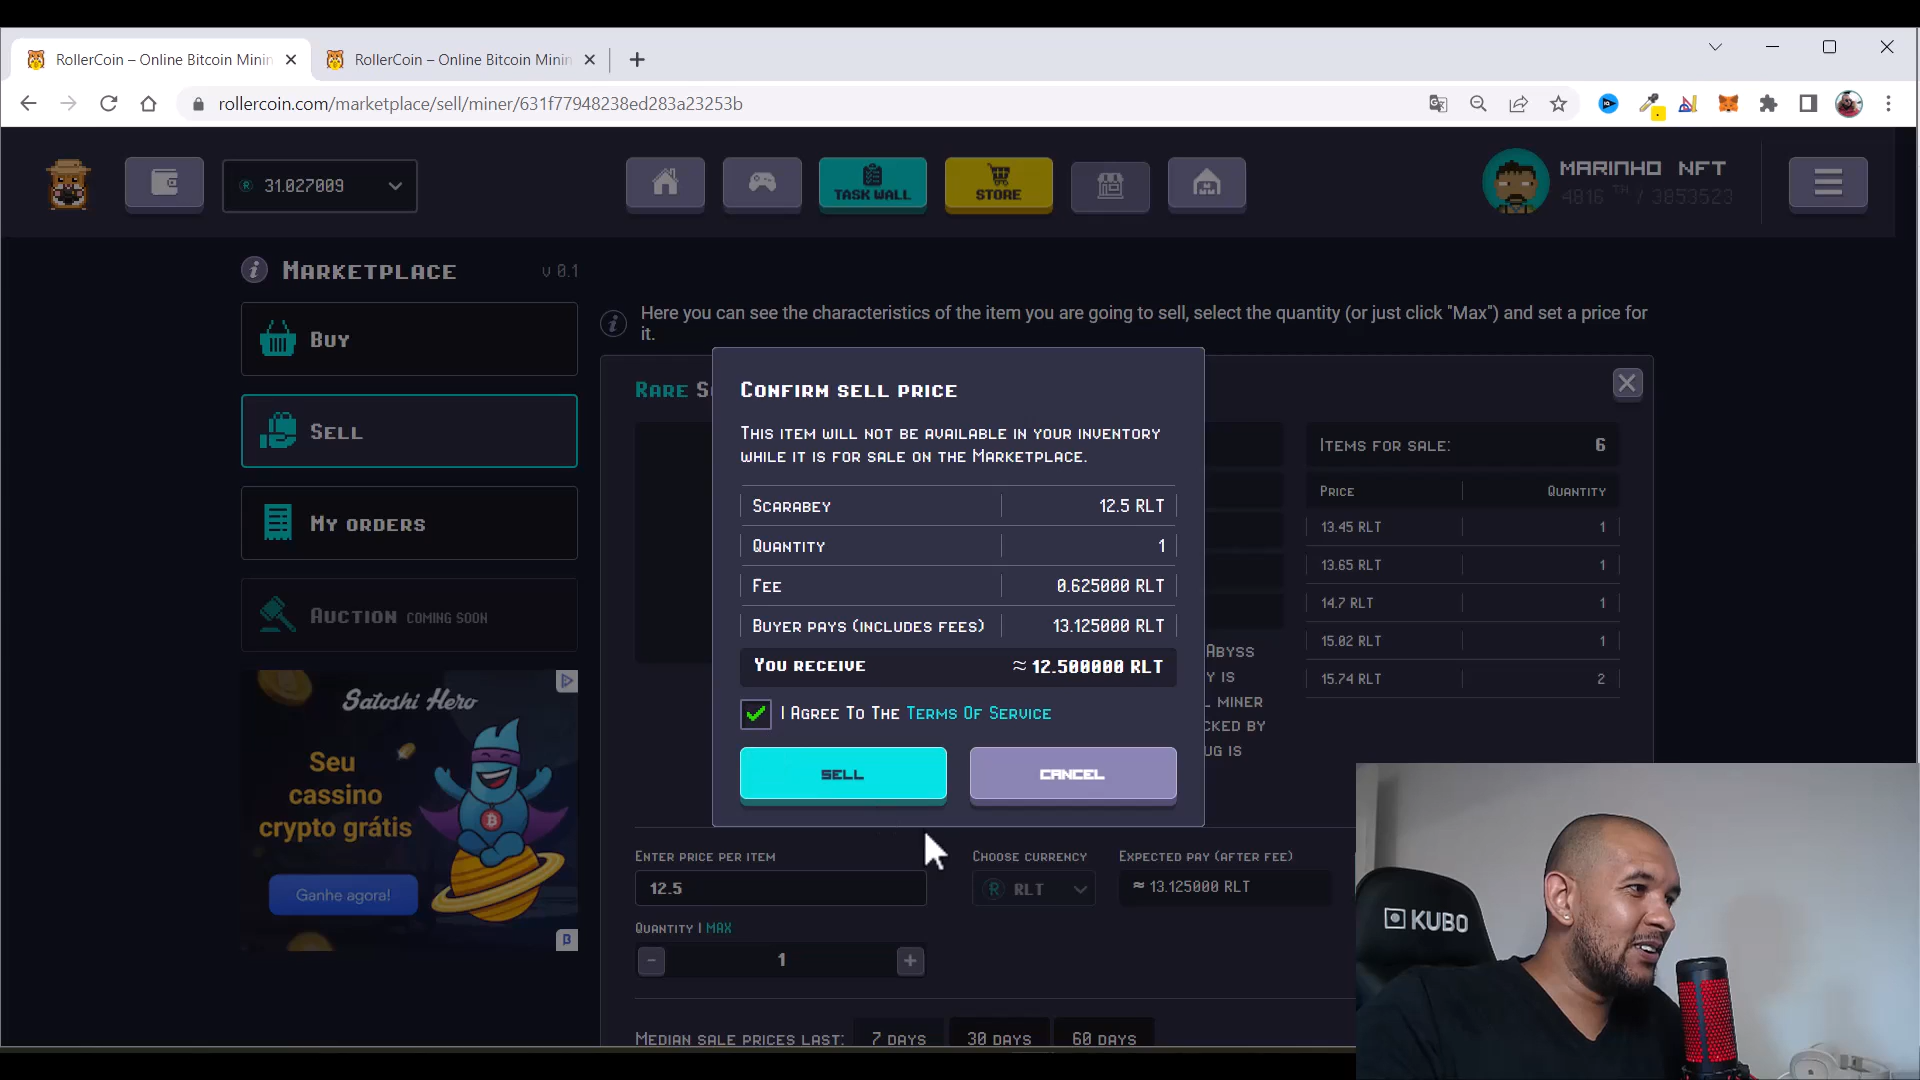 RollerCoin – Online Bitcoin Minin
RollerCoin – Online Bitcoin Minin
rollercoin.com/marketplace/sell/miner/631f77948238ed283a23253b
31.027009
TASK WALL
STORE
MARINHO NFT
4816 TH / 3853523
MARKETPLACE
v 0.1
BUY
SELL
MY ORDERS
AUCTION COMING SOON
Satoshi Hero
Seu
cassino
crypto grátis
Ganhe agora!
Here you can see the characteristics of the item you are going to sell, select the quantity (or just click "Max") and set a price for
it.
RARE S
CONFIRM SELL PRICE
THIS ITEM WILL NOT BE AVAILABLE IN YOUR INVENTORY
WHILE IT IS FOR SALE ON THE MARKETPLACE.
SCARABEY 12.5 RLT
QUANTITY 1
FEE 0.625000 RLT
BUYER PAYS (INCLUDES FEES) 13.125000 RLT
YOU RECEIVE ≈ 12.500000 RLT
I AGREE TO THE TERMS OF SERVICE
SELL
CANCEL
ITEMS FOR SALE: 6
PRICE QUANTITY
13.45 RLT 1
13.65 RLT 1
14.7 RLT 1
15.02 RLT 1
15.74 RLT 2
ABYSS
Y IS
L MINER
CKED BY
UG IS
ENTER PRICE PER ITEM
12.5
CHOOSE CURRENCY
RLT
EXPECTED PAY (AFTER FEE)
≈ 13.125000 RLT
QUANTITY | MAX
- 1 +
MEDIAN SALE PRICES LAST: 7 DAYS 30 DAYS 60 DAYS
KUBO